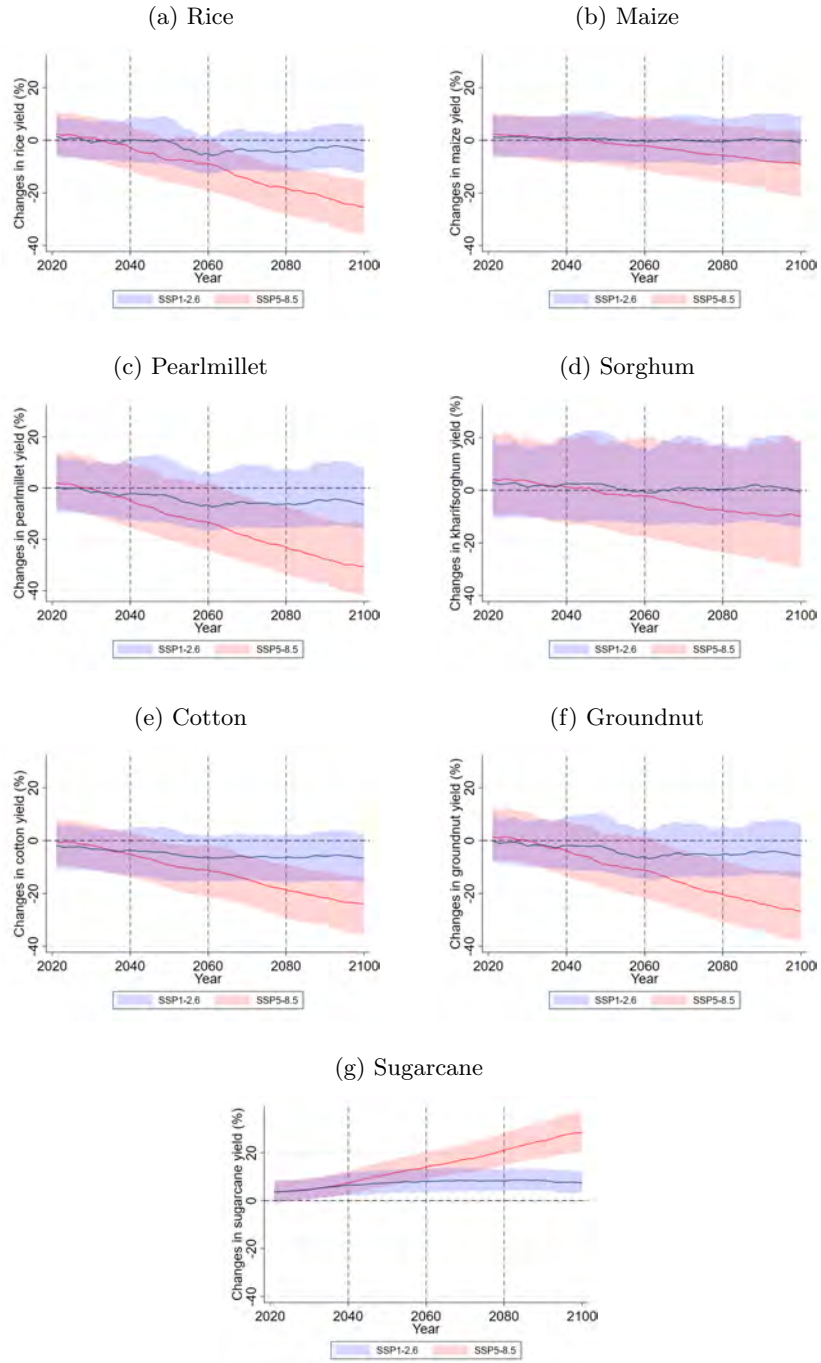 (a) Rice
(b) Maize
Changes in rice yield (%)
20
0
-20
-40
2020 2040 2060 2080 2100
Year
SSP1-2.6 SSP5-8.5
Changes in maize yield (%)
20
0
-20
-40
2020 2040 2060 2080 2100
Year
SSP1-2.6 SSP5-8.5
(c) Pearlmillet
(d) Sorghum
Changes in pearlmillet yield (%)
20
0
-20
-40
2020 2040 2060 2080 2100
Year
SSP1-2.6 SSP5-8.5
Changes in kharifsorghum yield (%)
20
0
-20
-40
2020 2040 2060 2080 2100
Year
SSP1-2.6 SSP5-8.5
(e) Cotton
(f) Groundnut
Changes in cotton yield (%)
20
0
-20
-40
2020 2040 2060 2080 2100
Year
SSP1-2.6 SSP5-8.5
Changes in groundnut yield (%)
20
0
-20
-40
2020 2040 2060 2080 2100
Year
SSP1-2.6 SSP5-8.5
(g) Sugarcane
Changes in sugarcane yield (%)
20
0
-20
-40
2020 2040 2060 2080 2100
Year
SSP1-2.6 SSP5-8.5